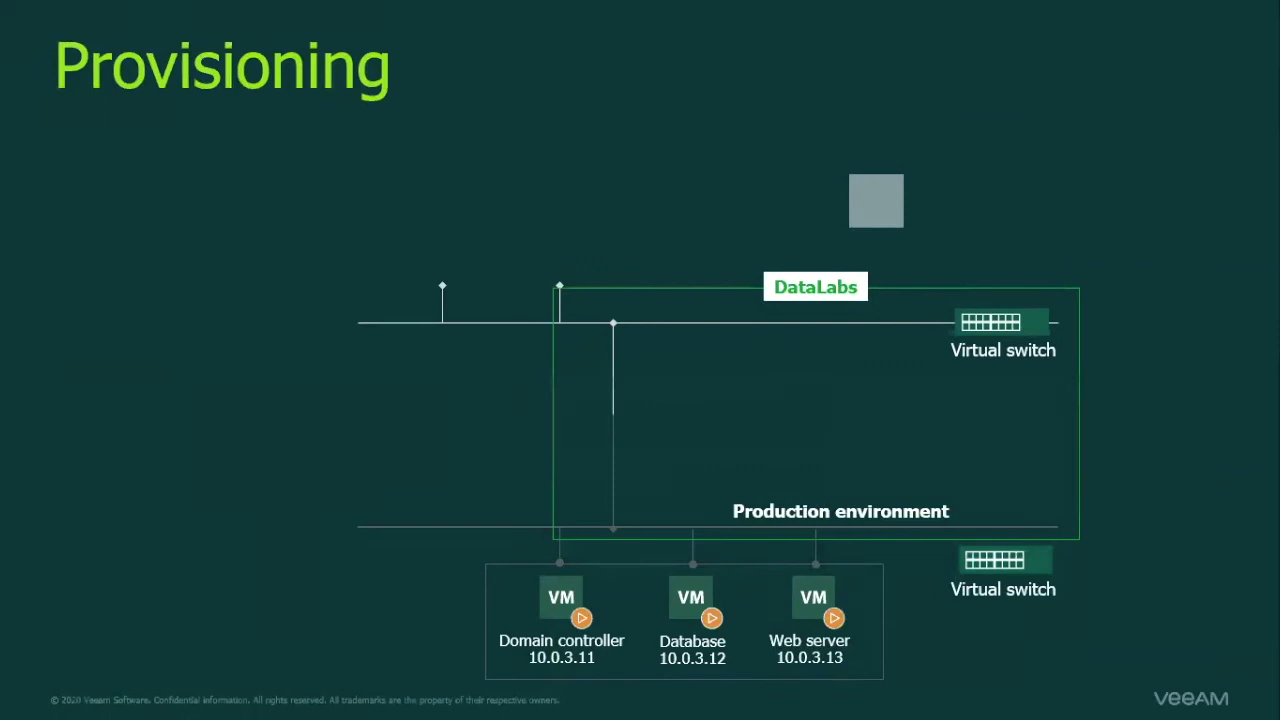 Provisioning
DataLabs
Virtual switch
Production environment
Virtual switch
VM
VM
VM
Domain controller
10.0.3.11
Database
10.0.3.12
Web server
10.0.3.13
© 2020 Veeam Software. Confidential information. All rights reserved. All trademarks are the property of their respective owners.
veeAM